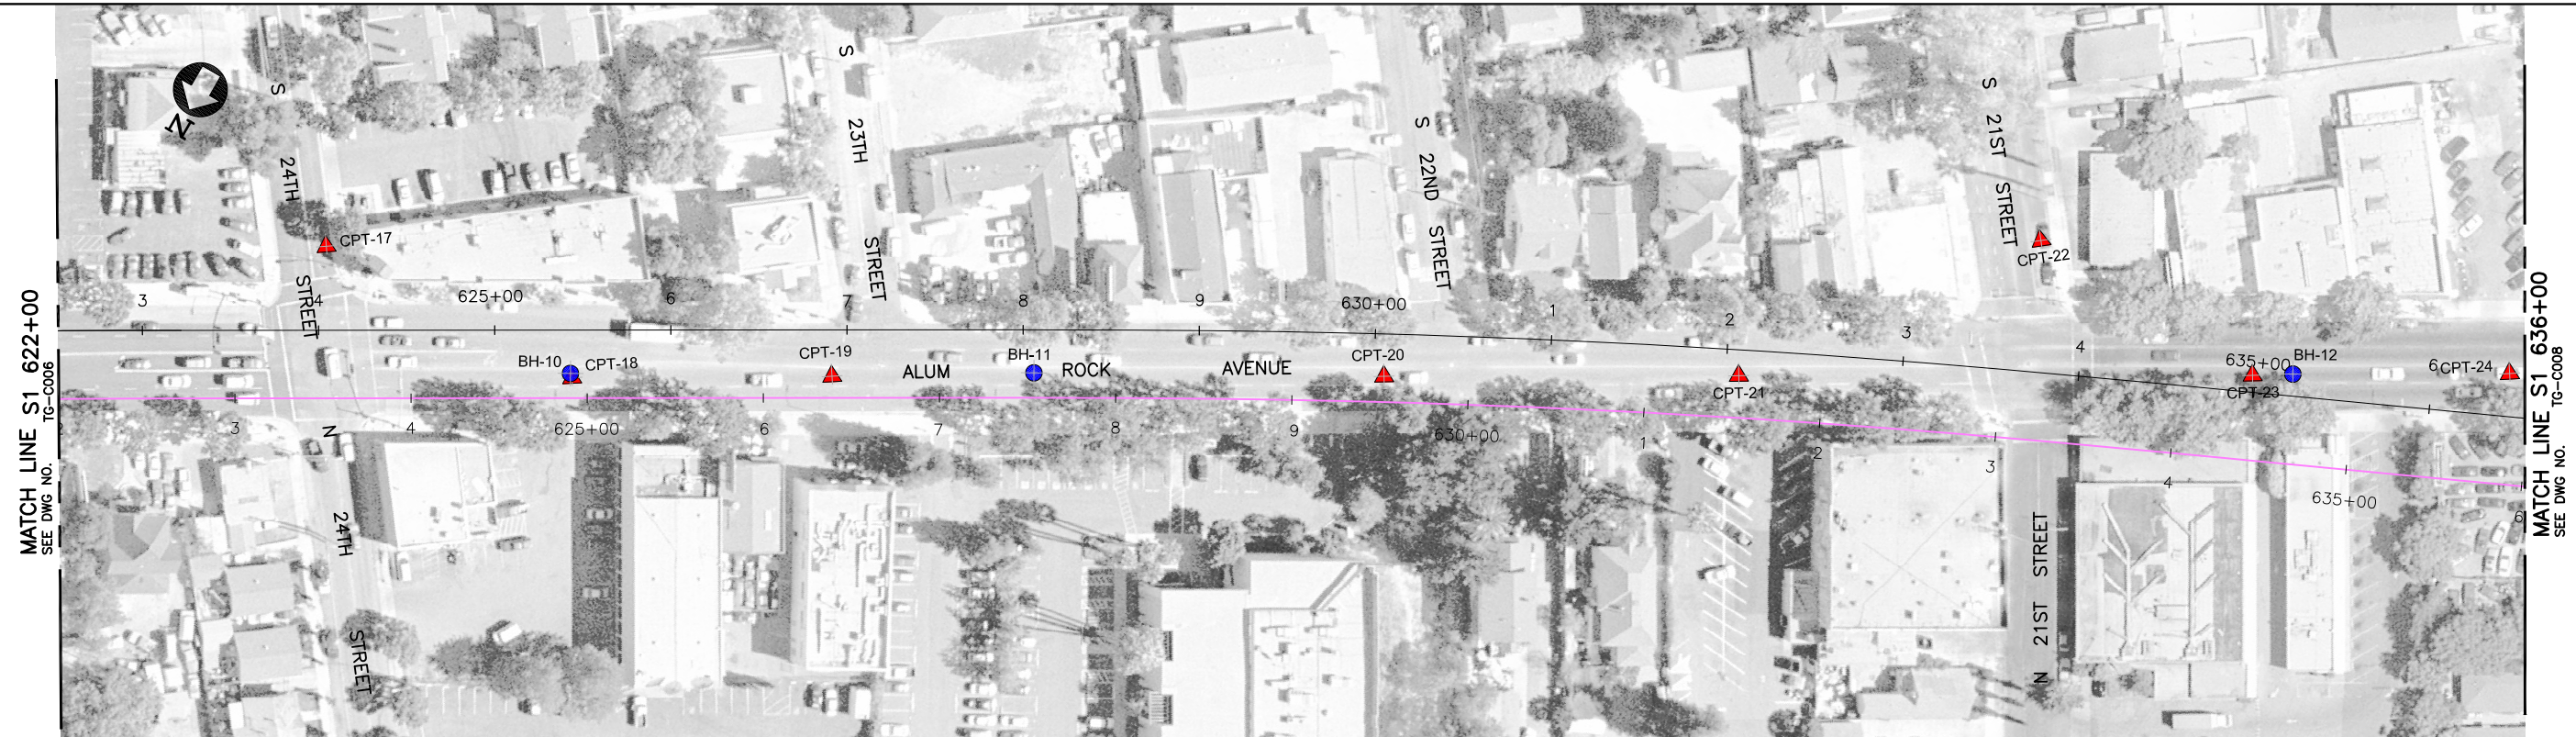 MATCH LINE S1 622+00
SEE DWG NO. TG-C006
N
S 24TH STREET
S 23TH STREET
S 22ND STREET
S 21ST STREET
CPT-17
CPT-22
3
4
625+00
6
7
8
9
630+00
1
2
3
4
635+00
6
BH-10
CPT-18
CPT-19
BH-11
CPT-20
CPT-21
CPT-23
BH-12
CPT-24
ALUM ROCK AVENUE
3
4
625+00
6
7
8
9
630+00
1
2
3
4
635+00
6
N 24TH STREET
N 21ST STREET
MATCH LINE S1 636+00
SEE DWG NO. TG-C008